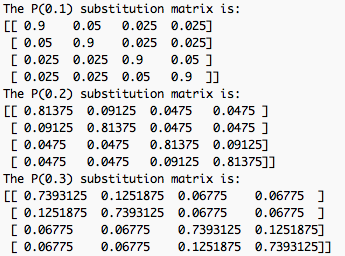 The P(0.1) substitution matrix is:
[[ 0.9    0.05   0.025  0.025]
 [ 0.05   0.9    0.025  0.025]
 [ 0.025  0.025  0.9    0.05 ]
 [ 0.025  0.025  0.05   0.9  ]]
The P(0.2) substitution matrix is:
[[ 0.81375  0.09125  0.0475   0.0475 ]
 [ 0.09125  0.81375  0.0475   0.0475 ]
 [ 0.0475   0.0475   0.81375  0.09125]
 [ 0.0475   0.0475   0.09125  0.81375]]
The P(0.3) substitution matrix is:
[[ 0.7393125  0.1251875  0.06775    0.06775  ]
 [ 0.1251875  0.7393125  0.06775    0.06775  ]
 [ 0.06775    0.06775    0.7393125  0.1251875]
 [ 0.06775    0.06775    0.1251875  0.7393125]]